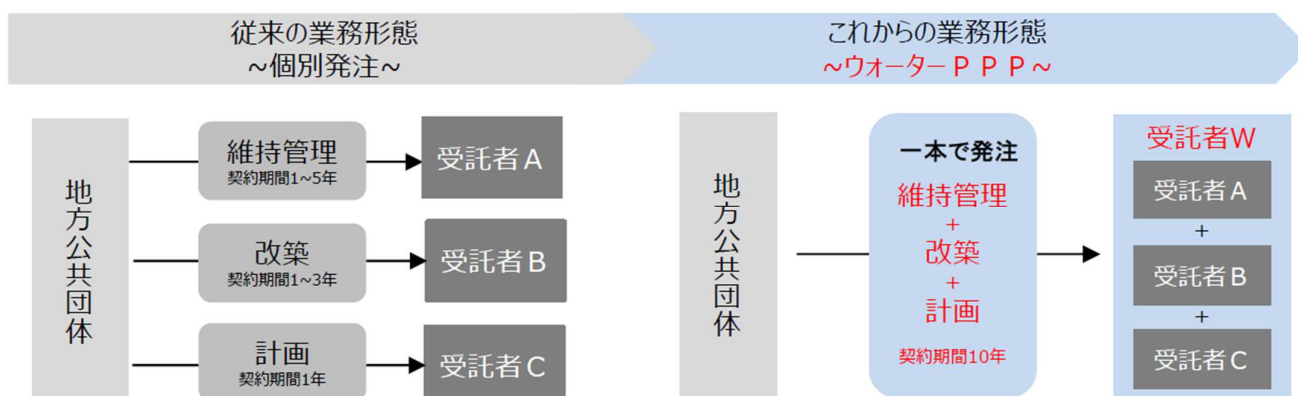 従来の業務形態
~個別発注~
これからの業務形態
~ウォーターＰＰＰ~
地方公共団体
維持管理
契約期間1~5年
受託者Ａ
改築
契約期間1~3年
受託者Ｂ
計画
契約期間1年
受託者Ｃ
地方公共団体
一本で発注
維持管理
+
改築
+
計画
契約期間10年
受託者Ｗ
受託者Ａ
+
受託者Ｂ
+
受託者Ｃ